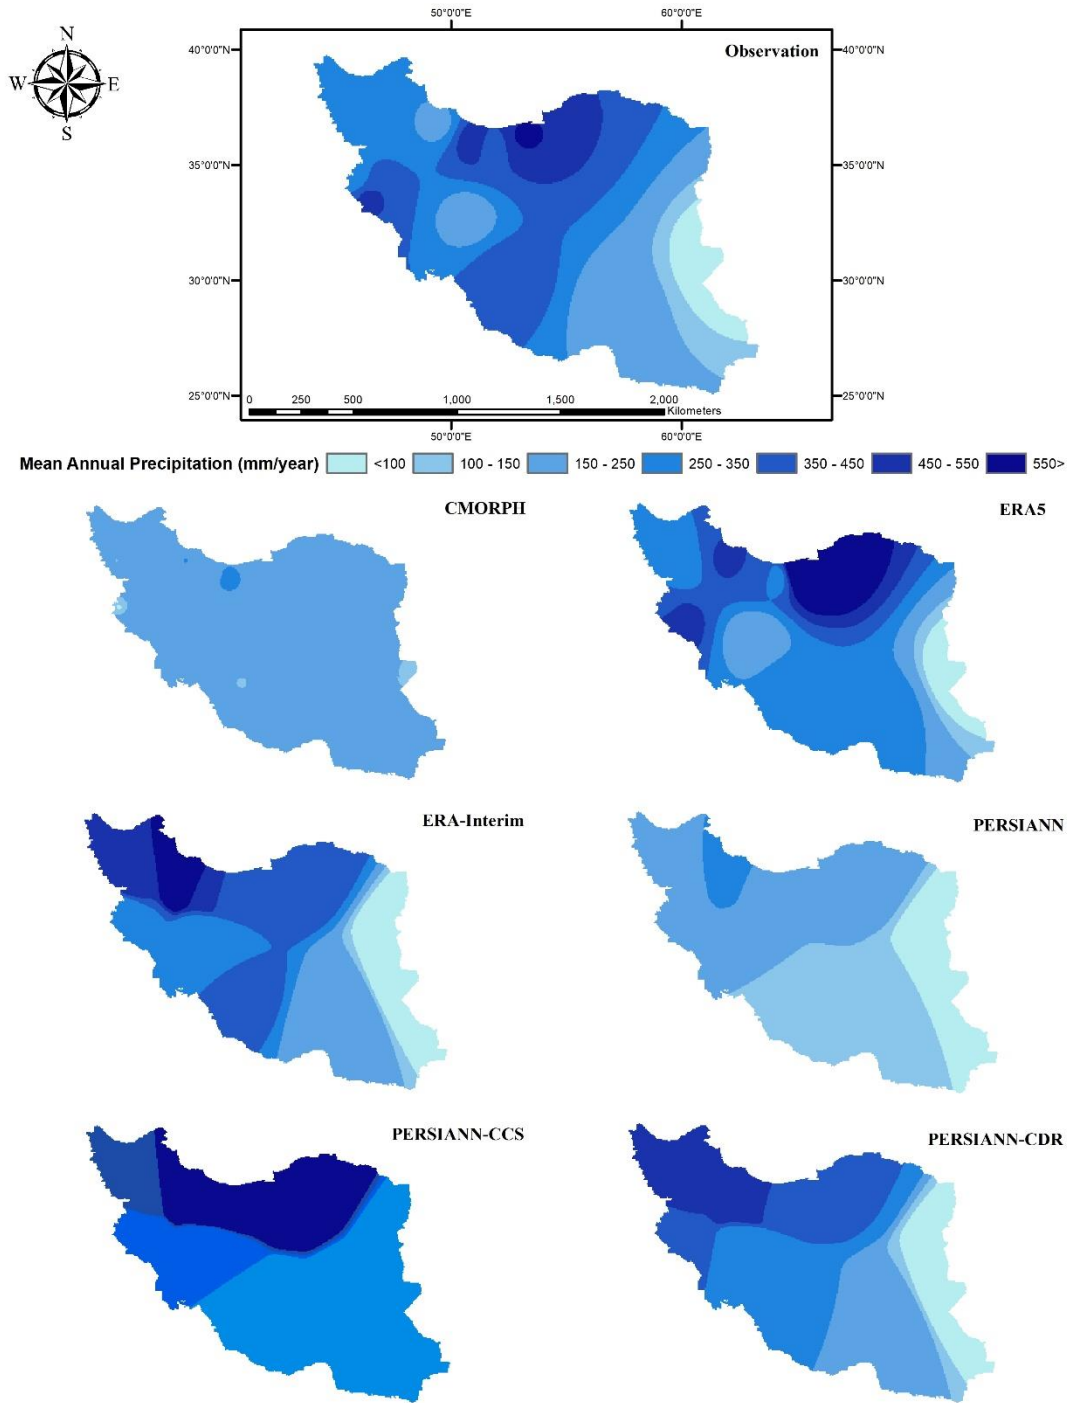 50°0'0"E 60°0'0"E
N
W E
S
40°0'0"N 40°0'0"N
Observation
35°0'0"N 35°0'0"N
30°0'0"N 30°0'0"N
25°0'0"N 25°0'0"N
0 250 500 1,000 1,500 2,000
Kilometers
50°0'0"E 60°0'0"E
Mean Annual Precipitation (mm/year) <100 100 - 150 150 - 250 250 - 350 350 - 450 450 - 550 550>
CMORPH ERA5
ERA-Interim PERSIANN
PERSIANN-CCS PERSIANN-CDR